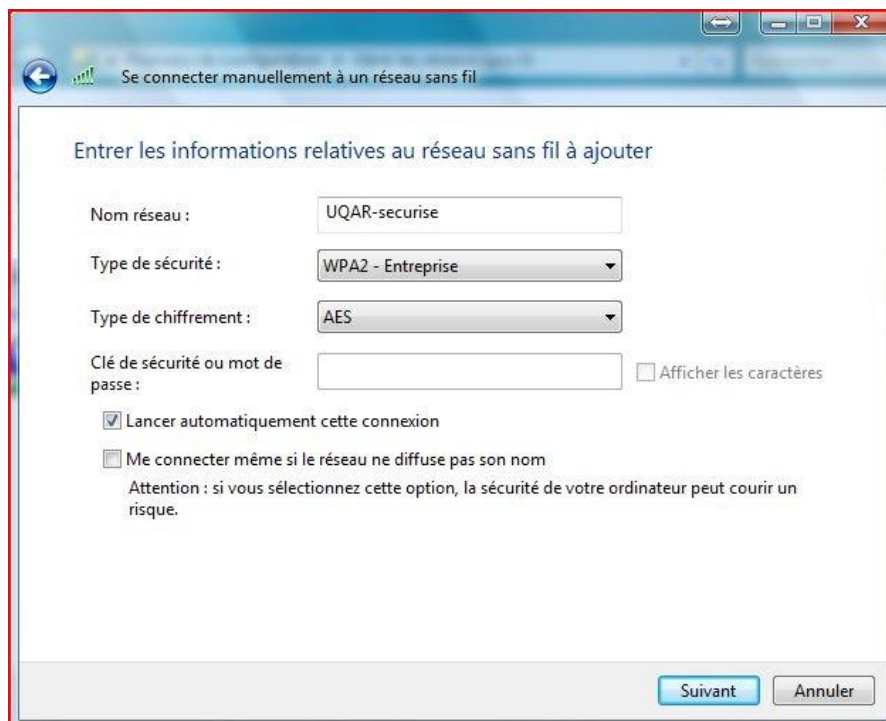 Se connecter manuellement à un réseau sans fil
Entrer les informations relatives au réseau sans fil à ajouter
Nom réseau :
UQAR-securise
Type de sécurité :
WPA2 - Entreprise
Type de chiffrement :
AES
Clé de sécurité ou mot de
passe :
Afficher les caractères
Lancer automatiquement cette connexion
Me connecter même si le réseau ne diffuse pas son nom
Attention : si vous sélectionnez cette option, la sécurité de votre ordinateur peut courir un
risque.
Suivant
Annuler